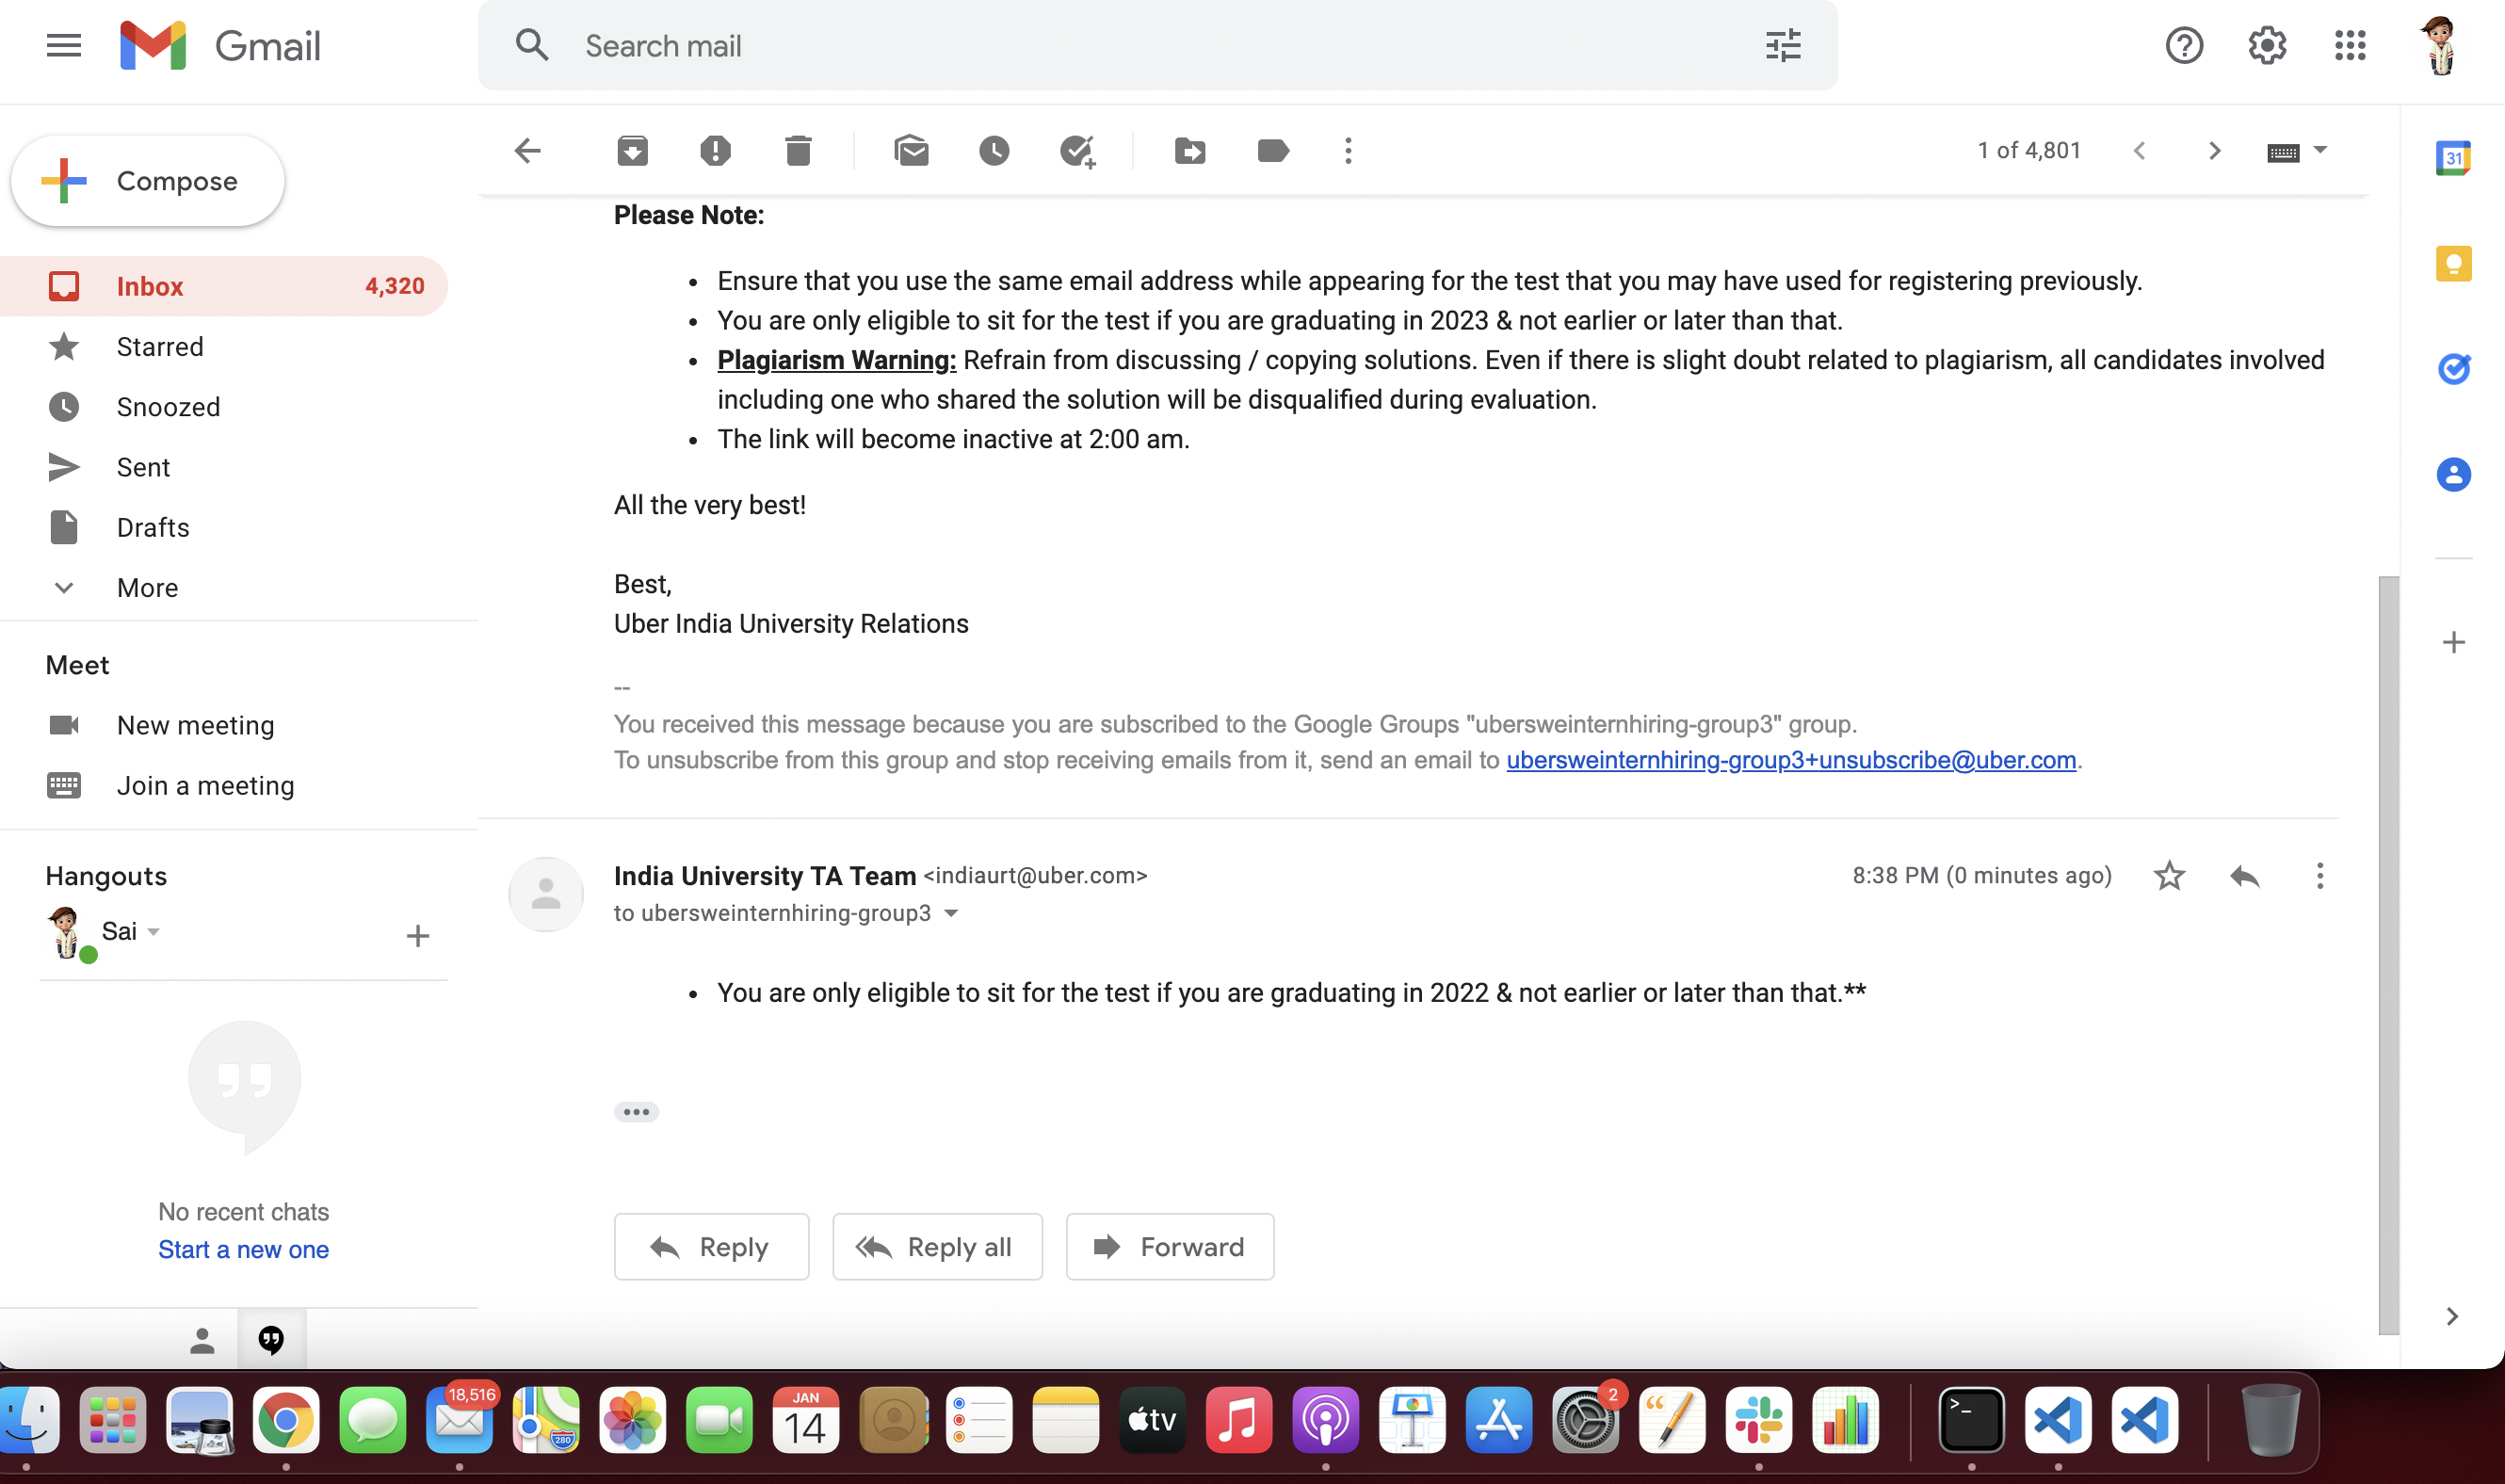 Gmail
Search mail
Compose
1 of 4,801
31
Inbox 4,320
Starred
Snoozed
Sent
Drafts
More
Meet
New meeting
Join a meeting
Hangouts
Sai
No recent chats
Start a new one
Please Note:
• Ensure that you use the same email address while appearing for the test that you may have used for registering previously.
• You are only eligible to sit for the test if you are graduating in 2023 & not earlier or later than that.
• Plagiarism Warning: Refrain from discussing / copying solutions. Even if there is slight doubt related to plagiarism, all candidates involved
including one who shared the solution will be disqualified during evaluation.
• The link will become inactive at 2:00 am.
All the very best!
Best,
Uber India University Relations
--
You received this message because you are subscribed to the Google Groups "ubersweinternhiring-group3" group.
To unsubscribe from this group and stop receiving emails from it, send an email to ubersweinternhiring-group3+unsubscribe@uber.com.
India University TA Team <indiaurt@uber.com>
8:38 PM (0 minutes ago)
to ubersweinternhiring-group3
• You are only eligible to sit for the test if you are graduating in 2022 & not earlier or later than that.**
Reply
Reply all
Forward
18,516
280
JAN
14
tv
2
>_